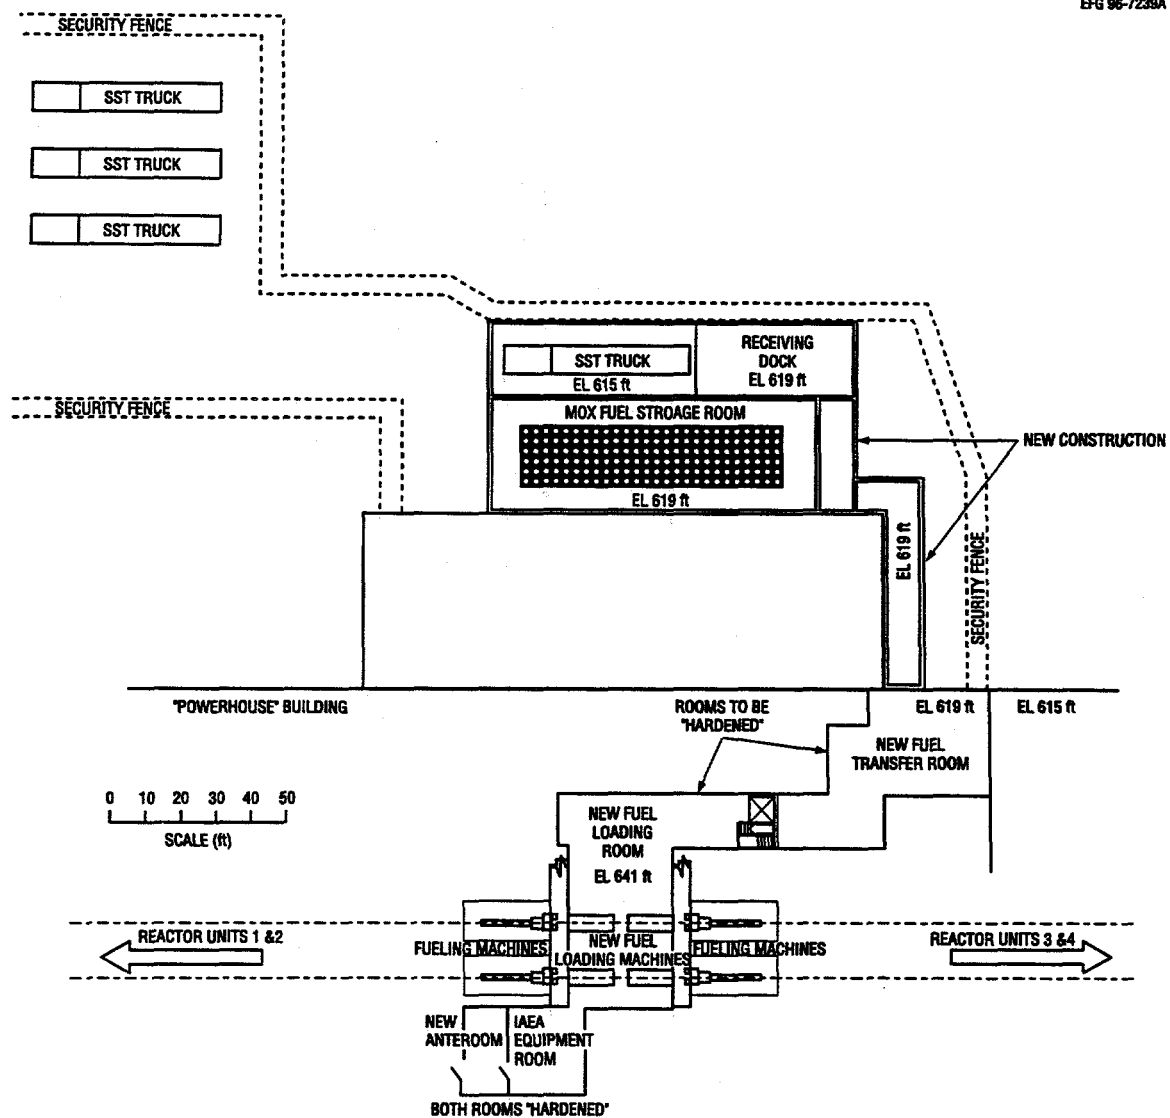 EFG 96-7239A
SECURITY FENCE
SST TRUCK
SST TRUCK
SST TRUCK
SST TRUCK
EL 615 ft
RECEIVING
DOCK
EL 619 ft
SECURITY FENCE
MOX FUEL STROAGE ROOM
EL 619 ft
NEW CONSTRUCTION
EL 619 ft
SECURITY FENCE
"POWERHOUSE" BUILDING
ROOMS TO BE
"HARDENED"
EL 619 ft
EL 615 ft
NEW FUEL
TRANSFER ROOM
0 10 20 30 40 50
SCALE (ft)
NEW FUEL
LOADING
ROOM
EL 641 ft
REACTOR UNITS 1 &2
FUELING MACHINES
NEW FUEL
LOADING MACHINES
FUELING MACHINES
REACTOR UNITS 3 &4
NEW
ANTEROOM
IAEA
EQUIPMENT
ROOM
BOTH ROOMS "HARDENED"